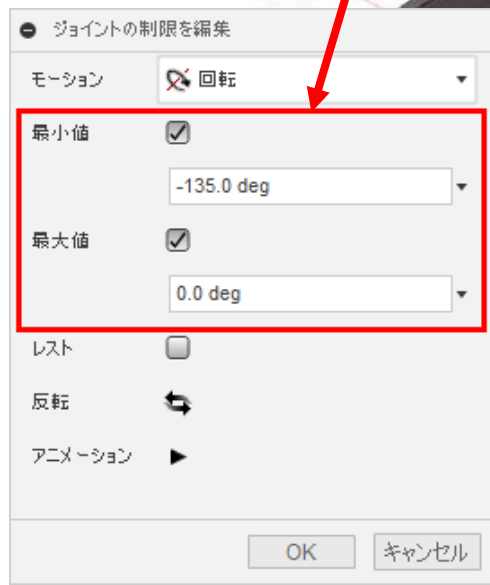 ジョイントの制限を編集
モーション 回転
最小値
-135.0 deg
最大値
0.0 deg
レスト
反転
アニメーション
OK キャンセル